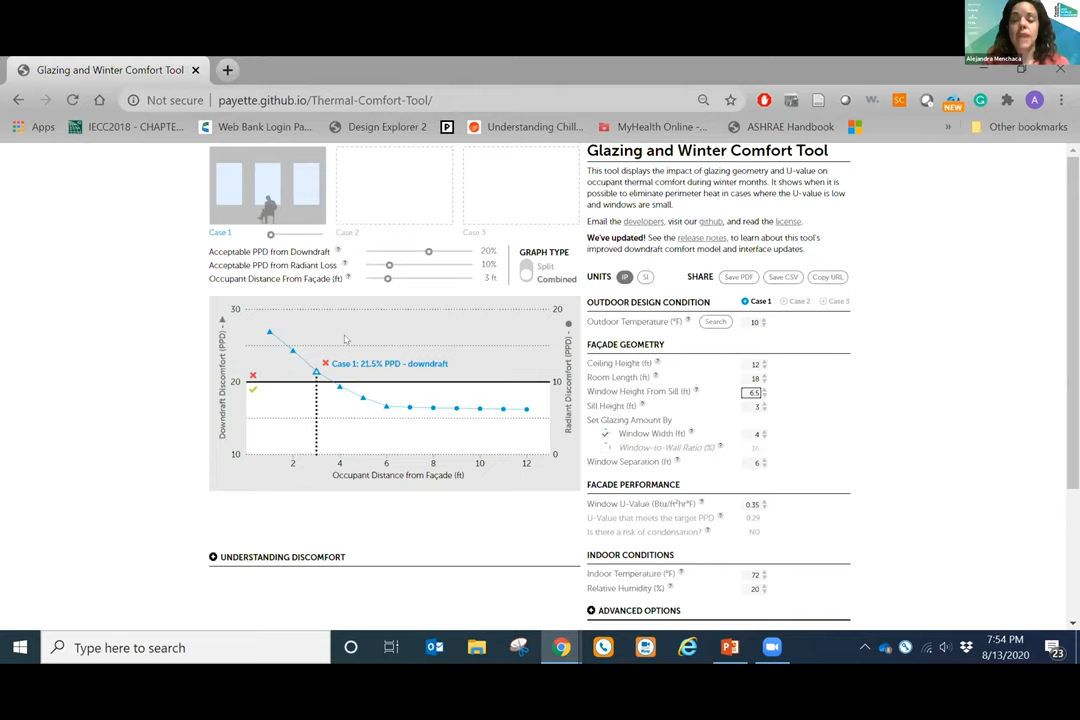 Alejandra Menchaca
Glazing and Winter Comfort Tool
Not secure
payette.github.io/Thermal-Comfort-Tool/
W.
SC
NEW
A
Apps
IECC2018 - CHAPTE...
Web Bank Login Pa...
Design Explorer 2
P
Understanding Chill...
MyHealth Online -...
ASHRAE Handbook
»
Other bookmarks
Case 1
Case 2
Case 3
Acceptable PPD from Downdraft ?
20%
Acceptable PPD from Radiant Loss ?
10%
Occupant Distance From Façade (ft) ?
3 ft
GRAPH TYPE
Split
Combined
30
20
10
20
10
0
Downdraft Discomfort (PPD) -
Radiant Discomfort (PPD) -
Case 1: 21.5% PPD - downdraft
2
4
6
8
10
12
Occupant Distance from Façade (ft)
UNDERSTANDING DISCOMFORT
Glazing and Winter Comfort Tool
This tool displays the impact of glazing geometry and U-value on
occupant thermal comfort during winter months. It shows when it is
possible to eliminate perimeter heat in cases where the U-value is low
and windows are small.
Email the developers, visit our github, and read the license.
We've updated! See the release notes, to learn about this tool's
improved downdraft comfort model and interface updates.
UNITS IP SI
SHARE Save PDF Save CSV Copy URL
OUTDOOR DESIGN CONDITION
Case 1 Case 2 Case 3
Outdoor Temperature (°F) ? Search 10
FAÇADE GEOMETRY
Ceiling Height (ft) ? 12
Room Length (ft) ? 18
Window Height From Sill (ft) ? 6.5
Sill Height (ft) ? 3
Set Glazing Amount By
Window Width (ft) ? 4
Window-to-Wall Ratio (%) ? 36
Window Separation (ft) ? 6
FACADE PERFORMANCE
Window U-Value (Btu/ft²hr°F) ? 0.35
U-Value that meets the target PPD ? 0.29
Is there a risk of condensation? ? NO
INDOOR CONDITIONS
Indoor Temperature (°F) ? 72
Relative Humidity (%) ? 20
ADVANCED OPTIONS
Type here to search
7:54 PM
8/13/2020
23